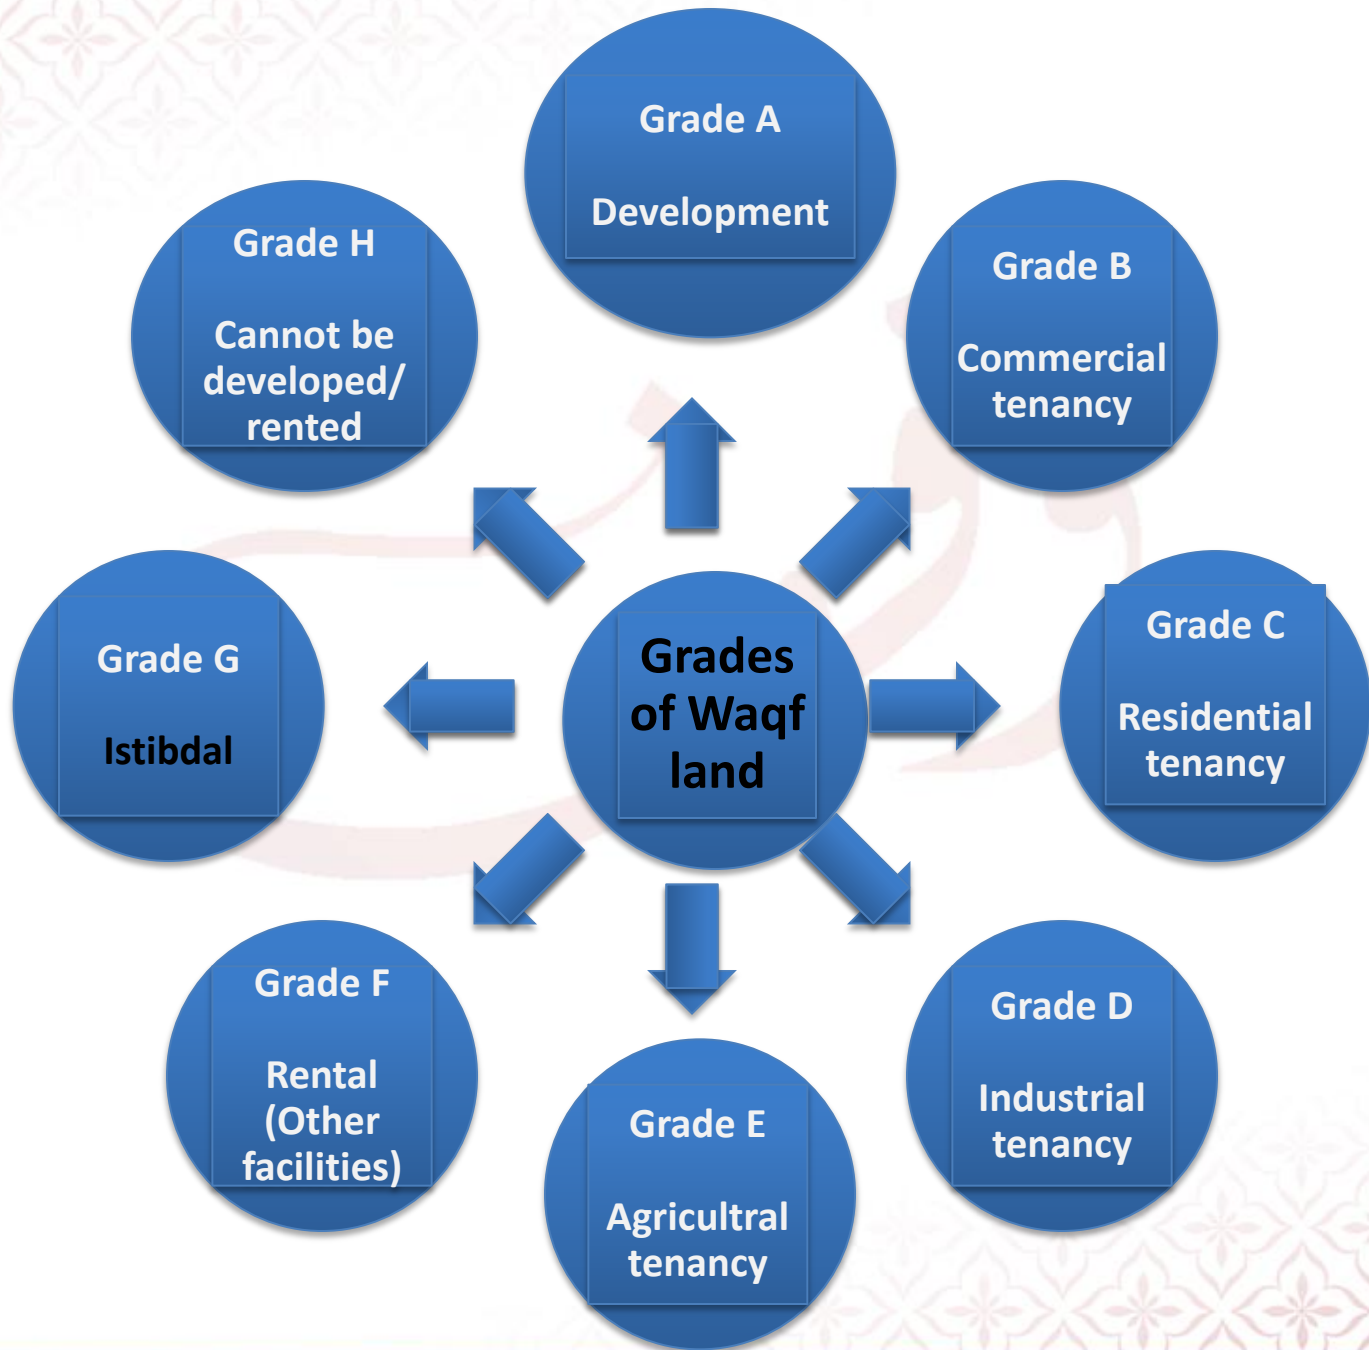 Grade A
Development
Grade B
Commercial
tenancy
Grade C
Residential
tenancy
Grade D
Industrial
tenancy
Grade E
Agricultral
tenancy
Grade F
Rental
(Other
facilities)
Grade G
Istibdal
Grade H
Cannot be
developed/
rented
Grades
of Waqf
land